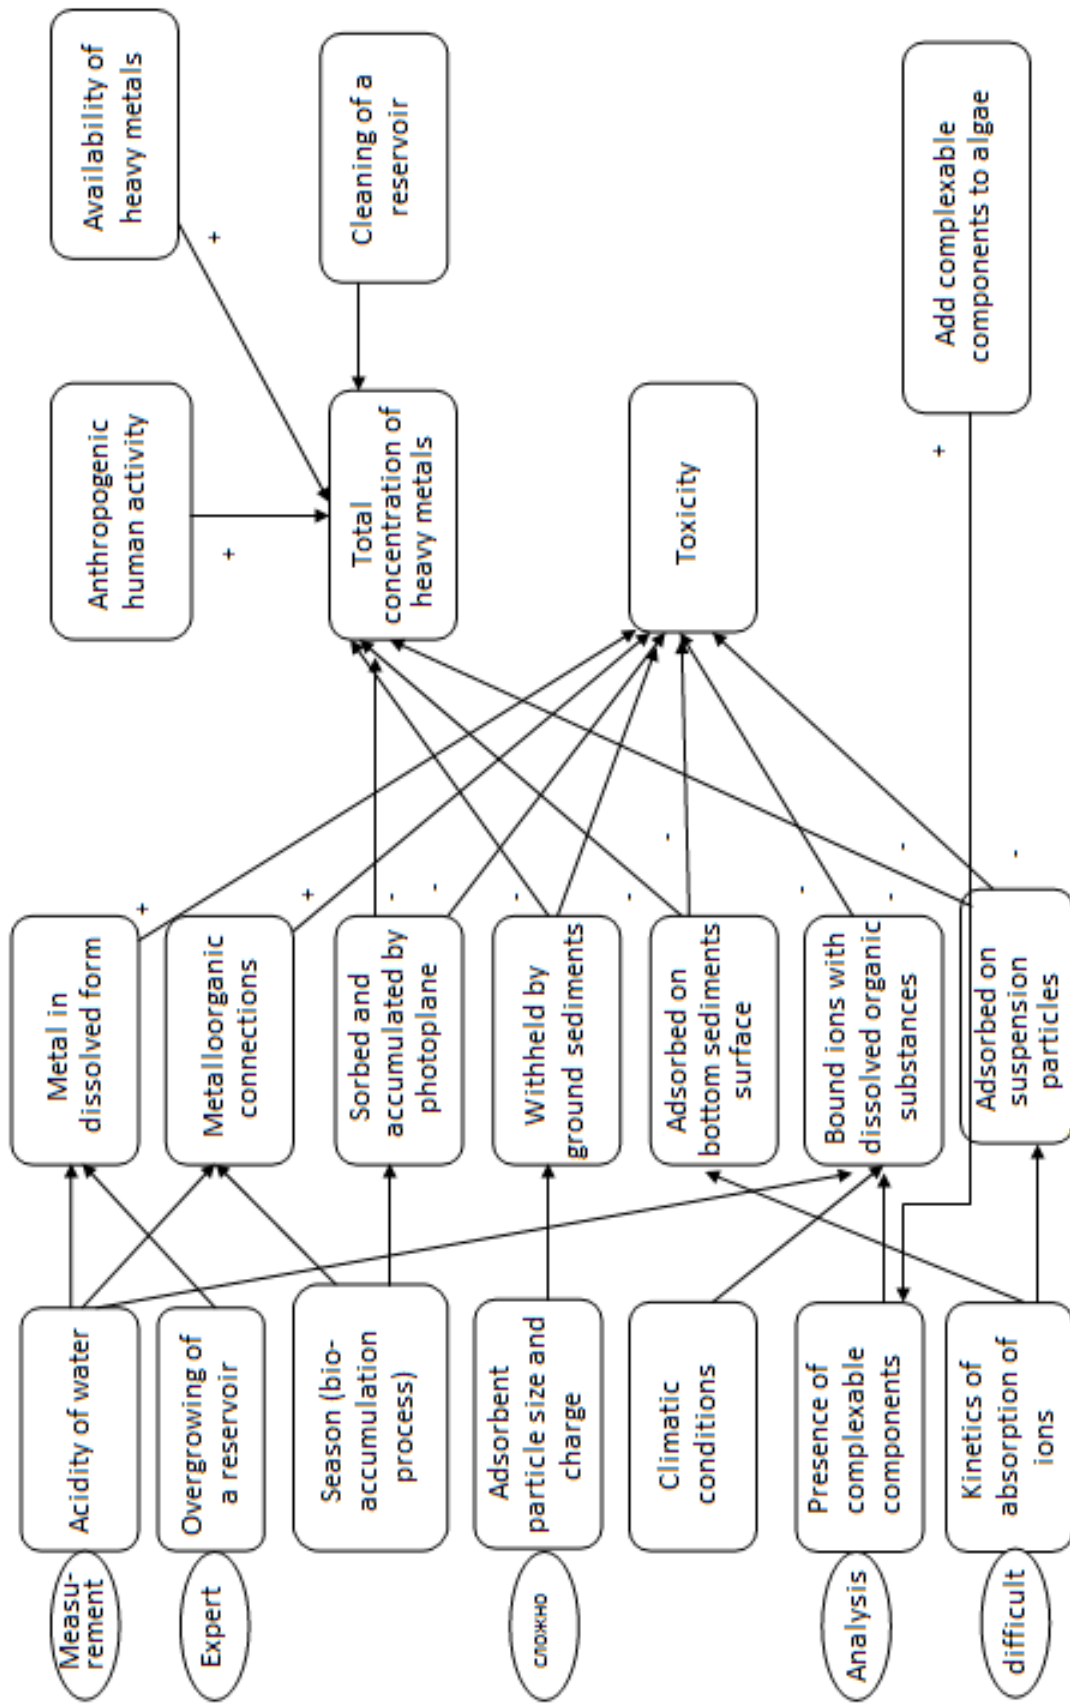 Measu-
rement
Acidity of water
Metal in
dissolved form
+
Anthropogenic
human activity
+
Availability of
heavy metals
+
Expert
Overgrowing of
a reservoir
Metalloorganic
connections
+
Season (bio-
accumulation
process)
Sorbed and
accumulated by
photoplane
-
-
Total
concentration of
heavy metals
Cleaning of a
reservoir
сложно
Adsorbent
particle size and
charge
Withheld by
ground sediments
-
-
Climatic
conditions
Adsorbed on
bottom sediments
surface
-
-
Toxicity
Analysis
Presence of
complexable
components
Bound ions with
dissolved organic
substances
-
-
difficult
Kinetics of
absorption of
ions
Adsorbed on
suspension
particles
-
+
Add complexable
components to algae